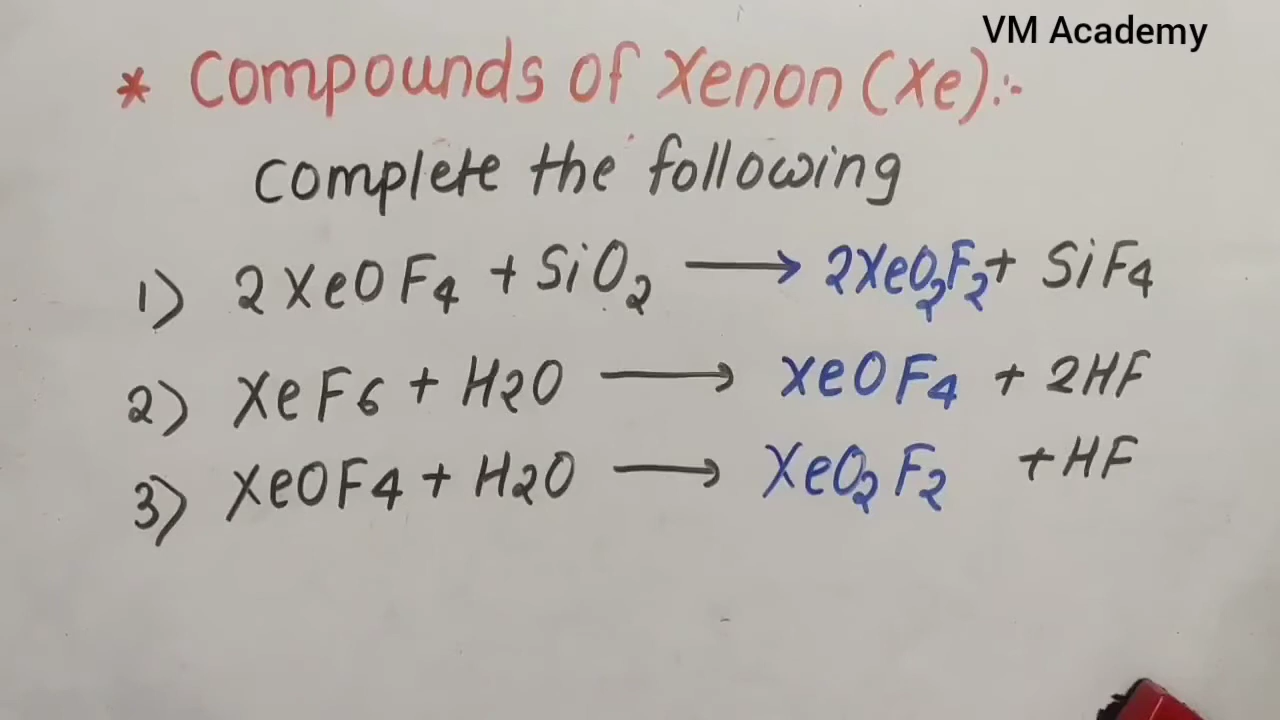 VM Academy
* Compounds of Xenon (Xe):-
Complete the following
1) 2XeOF₄ + SiO₂ ⟶ 2XeO₂F₂ + SiF₄
2) XeF₆ + H2O ⟶ XeOF₄ + 2HF
3) XeOF4 + H2O ⟶ XeO₂F₂ + HF